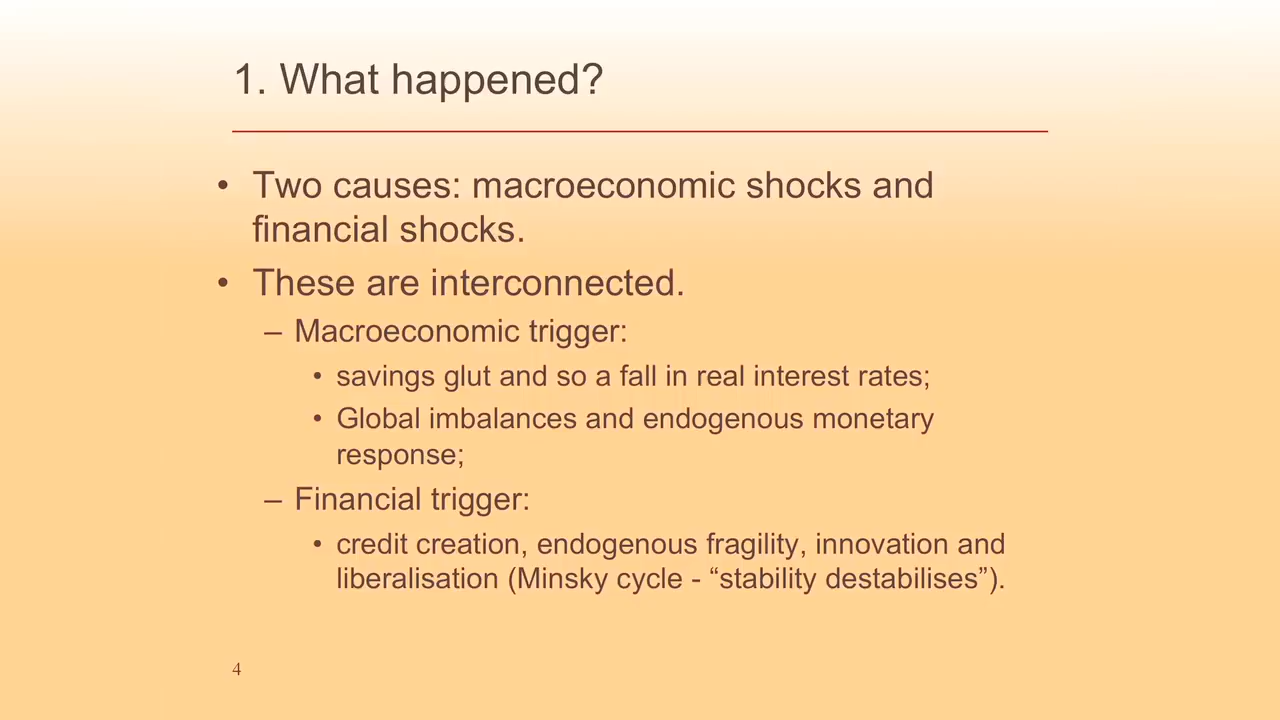 1. What happened?
• Two causes: macroeconomic shocks and
financial shocks.
• These are interconnected.
– Macroeconomic trigger:
• savings glut and so a fall in real interest rates;
• Global imbalances and endogenous monetary
response;
– Financial trigger:
• credit creation, endogenous fragility, innovation and
liberalisation (Minsky cycle - “stability destabilises”).
4